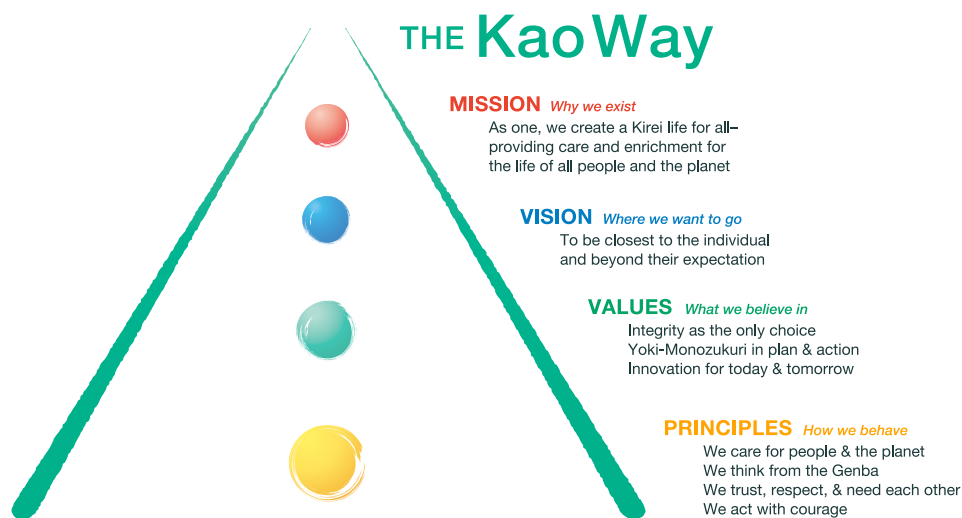 THE Kao Way
MISSION Why we exist
As one, we create a Kirei life for all–
providing care and enrichment for
the life of all people and the planet
VISION Where we want to go
To be closest to the individual
and beyond their expectation
VALUES What we believe in
Integrity as the only choice
Yoki-Monozukuri in plan & action
Innovation for today & tomorrow
PRINCIPLES How we behave
We care for people & the planet
We think from the Genba
We trust, respect, & need each other
We act with courage